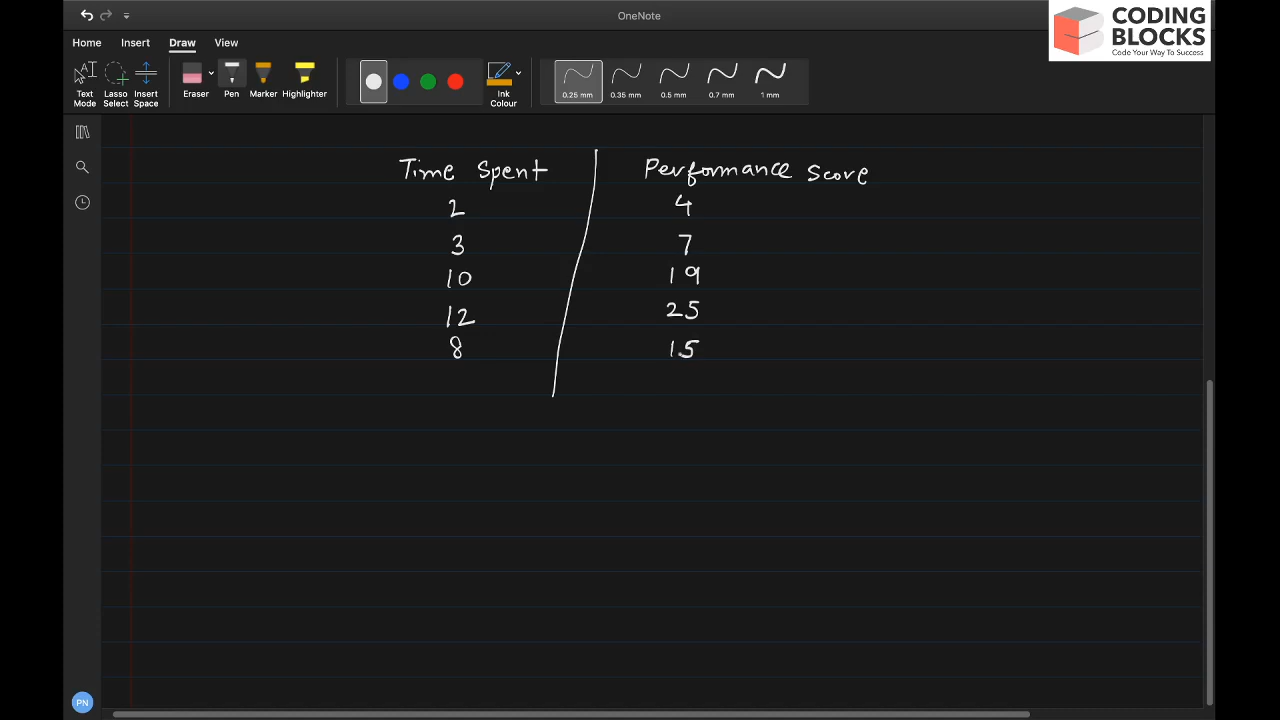 OneNote
CODING
BLOCKS
Code Your Way To Success
Home Insert Draw View
Text Mode Lasso Select Insert Space Eraser Pen Marker Highlighter Ink Colour 0.25 mm 0.35 mm 0.5 mm 0.7 mm 1 mm
Time Spent Performance Score
2 4
3 7
10 19
12 25
8 15
PN